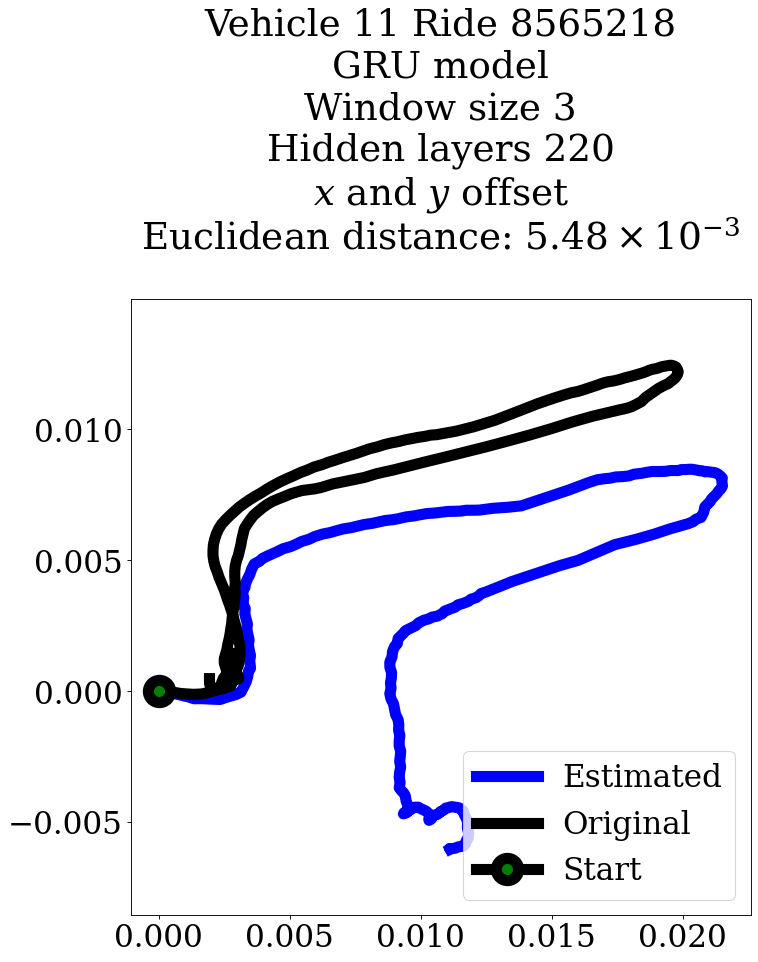 Vehicle 11 Ride 8565218
GRU model
Window size 3
Hidden layers 220
x and y offset
Euclidean distance: 5.48 × 10⁻³
0.010
0.005
0.000
−0.005
Estimated
Original
Start
0.000 0.005 0.010 0.015 0.020